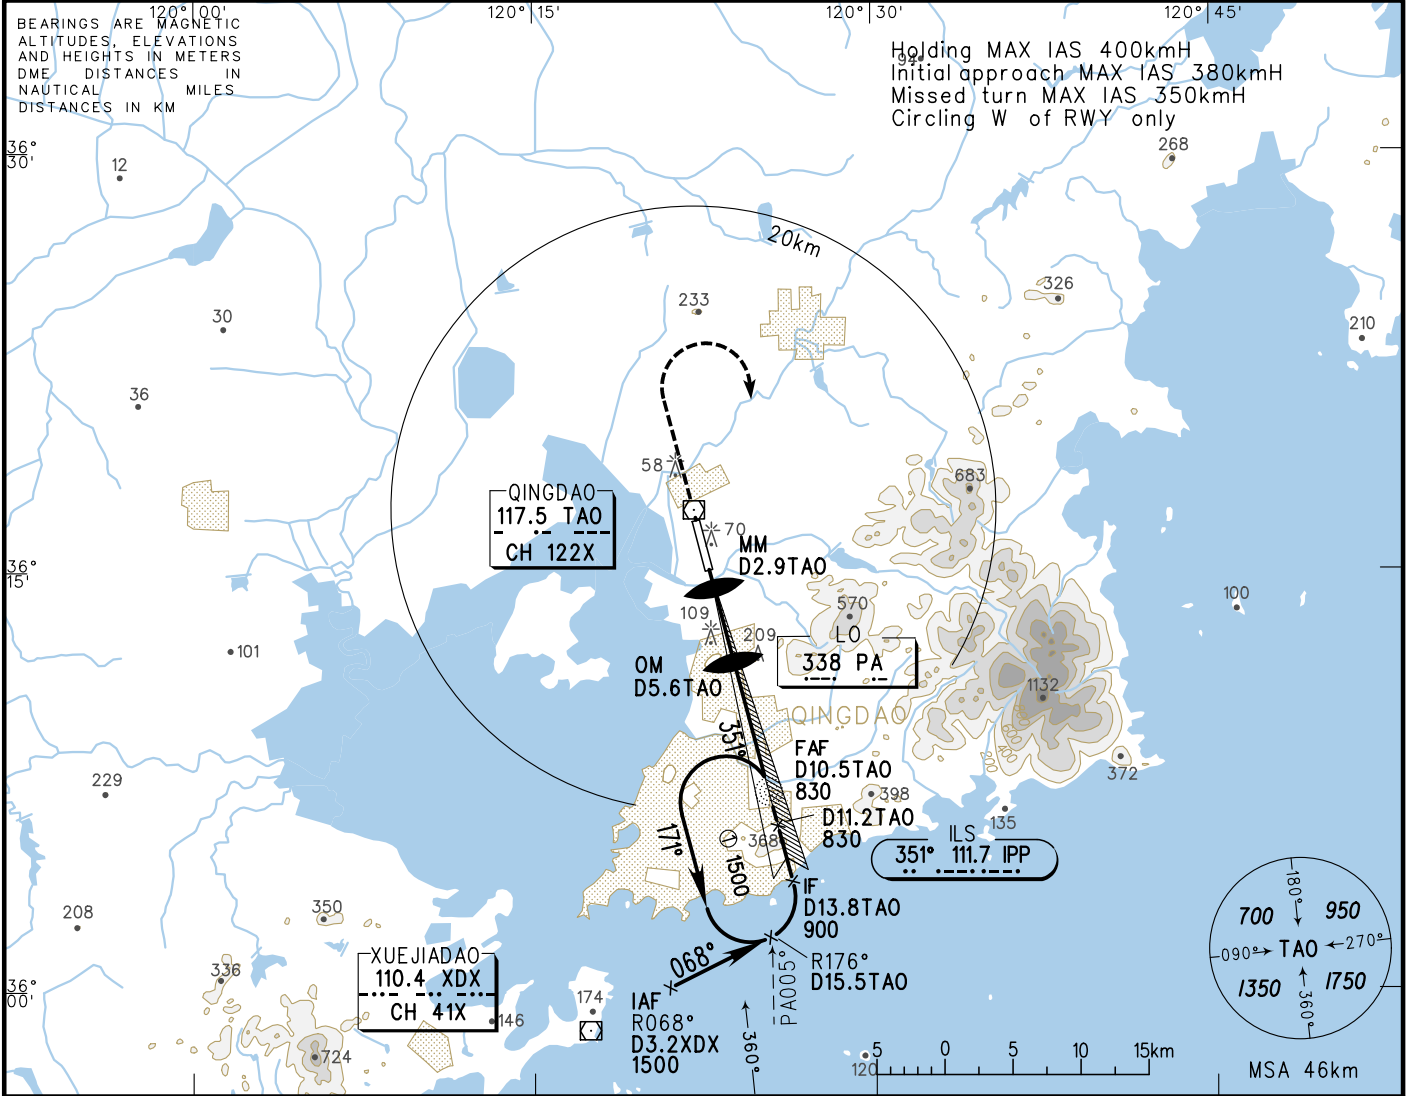 120° 00'
120° 15'
120° 30'
120° 45'
BEARINGS ARE MAGNETIC
ALTITUDES, ELEVATIONS
AND HEIGHTS IN METERS
DME DISTANCES IN
NAUTICAL MILES
DISTANCES IN KM
Holding MAX IAS 400kmH
94
Initial approach MAX IAS 380kmH
Missed turn MAX IAS 350kmH
Circling W of RWY only
36°
30'
12
268
20km
233
326
30
210
36
58
683
QINGDAO
117.5 TAO
CH 122X
70
MM
D2.9TAO
36°
15'
570
100
109
209
LO
338 PA
101
OM
D5.6TAO
1132
QINGDAO
351°
600
400
200
FAF
D10.5TAO
830
372
229
398
D11.2TAO
830
135
171°
1
1500
368
ILS
351° 111.7 IPP
IF
D13.8TAO
900
208
350
180°
700
950
090°
TAO
270°
1350
1750
360°
MSA 46km
068°
R176°
D15.5TAO
XUEJIADAO
110.4 XDX
CH 41X
336
36°
00'
174
146
IAF
R068°
D3.2XDX
1500
PA005°
360°
724
120
5 0 5 10 15km